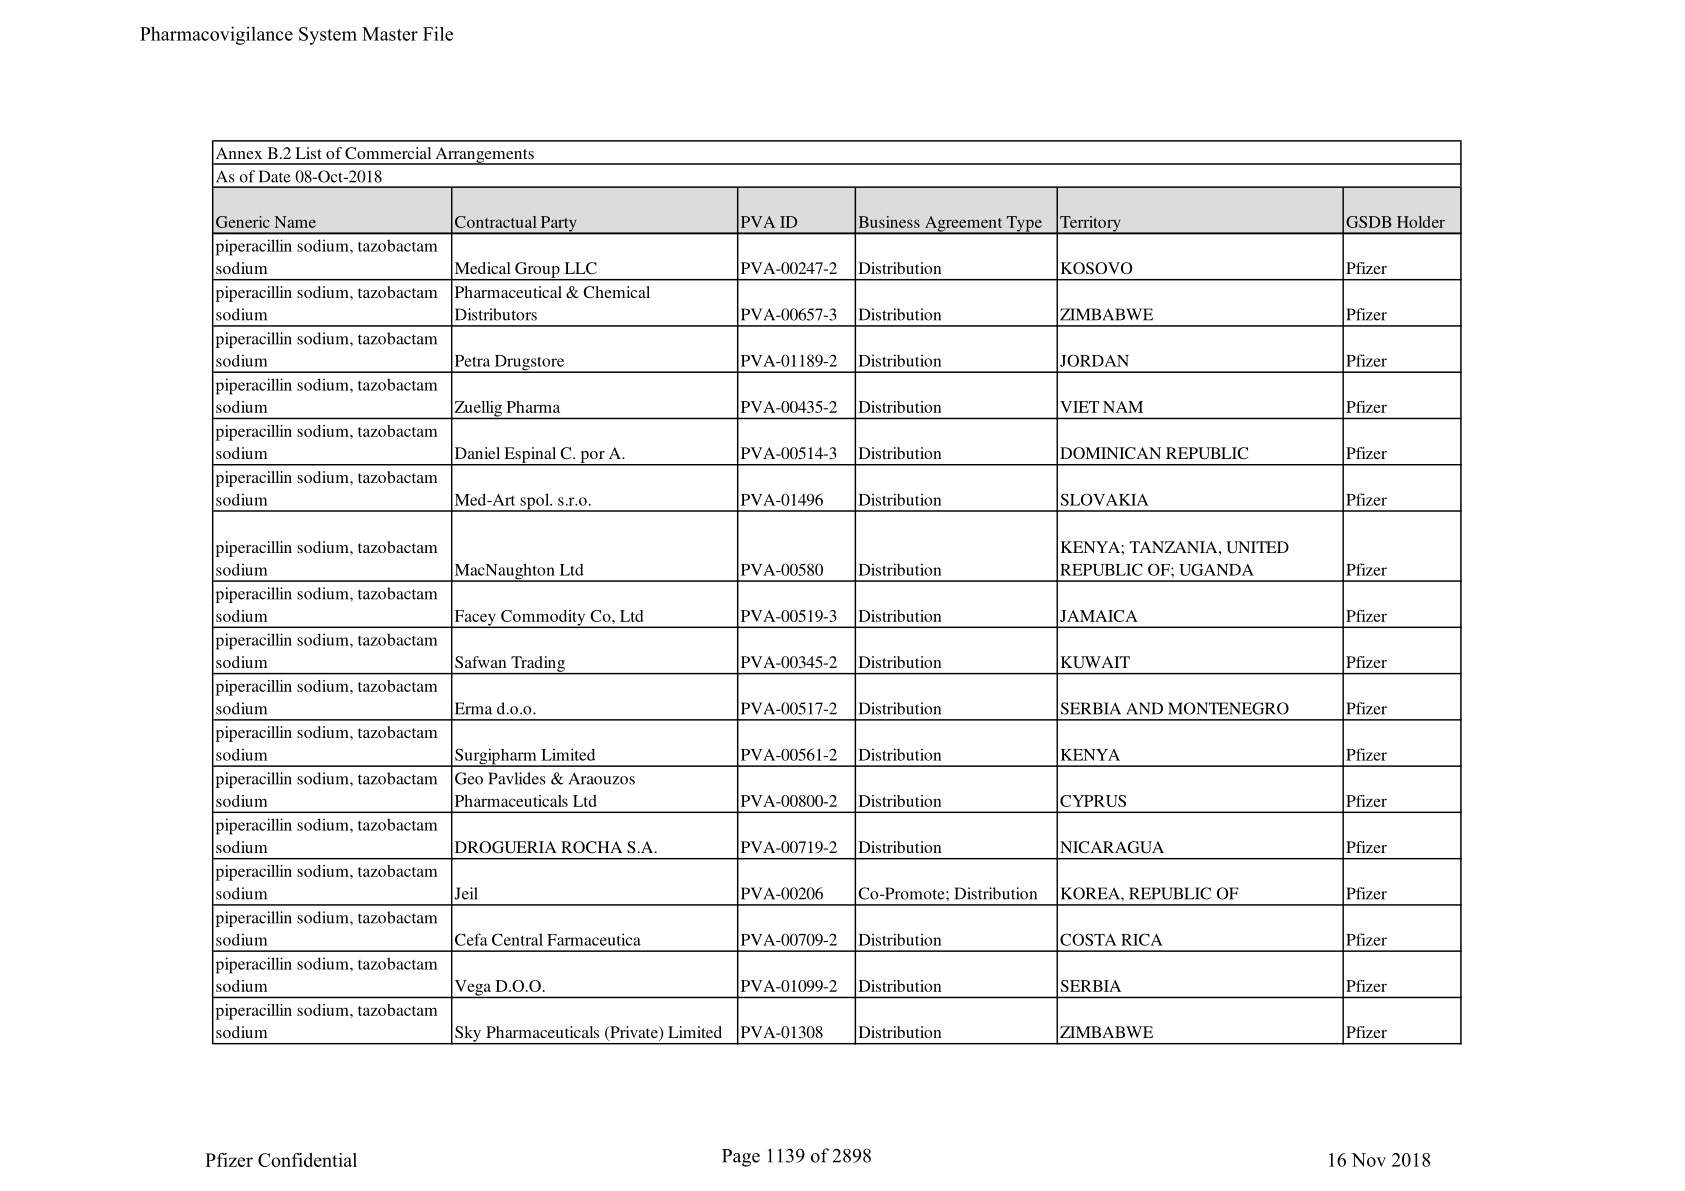 Pharmacovigilance System Master File
Annex B.2 List of Commercial Arrangements
As of Date 08-Oct-2018
Generic Name Contractual Party PVA ID Business Agreement Type Territory GSDB Holder
piperacillin sodium, tazobactam
sodium Medical Group LLC PVA-00247-2 Distribution KOSOVO Pfizer
piperacillin sodium, tazobactam Pharmaceutical & Chemical
sodium Distributors PVA-00657-3 Distribution ZIMBABWE Pfizer
piperacillin sodium, tazobactam
sodium Petra Drugstore PVA-01189-2 Distribution JORDAN Pfizer
piperacillin sodium, tazobactam
sodium Zuellig Pharma PVA-00435-2 Distribution VIET NAM Pfizer
piperacillin sodium, tazobactam
sodium Daniel Espinal C. por A. PVA-00514-3 Distribution DOMINICAN REPUBLIC Pfizer
piperacillin sodium, tazobactam
sodium Med-Art spol. s.r.o. PVA-01496 Distribution SLOVAKIA Pfizer
piperacillin sodium, tazobactam KENYA; TANZANIA, UNITED
sodium MacNaughton Ltd PVA-00580 Distribution REPUBLIC OF; UGANDA Pfizer
piperacillin sodium, tazobactam
sodium Facey Commodity Co, Ltd PVA-00519-3 Distribution JAMAICA Pfizer
piperacillin sodium, tazobactam
sodium Safwan Trading PVA-00345-2 Distribution KUWAIT Pfizer
piperacillin sodium, tazobactam
sodium Erma d.o.o. PVA-00517-2 Distribution SERBIA AND MONTENEGRO Pfizer
piperacillin sodium, tazobactam
sodium Surgipharm Limited PVA-00561-2 Distribution KENYA Pfizer
piperacillin sodium, tazobactam Geo Pavlides & Araouzos
sodium Pharmaceuticals Ltd PVA-00800-2 Distribution CYPRUS Pfizer
piperacillin sodium, tazobactam
sodium DROGUERIA ROCHA S.A. PVA-00719-2 Distribution NICARAGUA Pfizer
piperacillin sodium, tazobactam
sodium Jeil PVA-00206 Co-Promote; Distribution KOREA, REPUBLIC OF Pfizer
piperacillin sodium, tazobactam
sodium Cefa Central Farmaceutica PVA-00709-2 Distribution COSTA RICA Pfizer
piperacillin sodium, tazobactam
sodium Vega D.O.O. PVA-01099-2 Distribution SERBIA Pfizer
piperacillin sodium, tazobactam
sodium Sky Pharmaceuticals (Private) Limited PVA-01308 Distribution ZIMBABWE Pfizer
Pfizer Confidential Page 1139 of 2898 16 Nov 2018